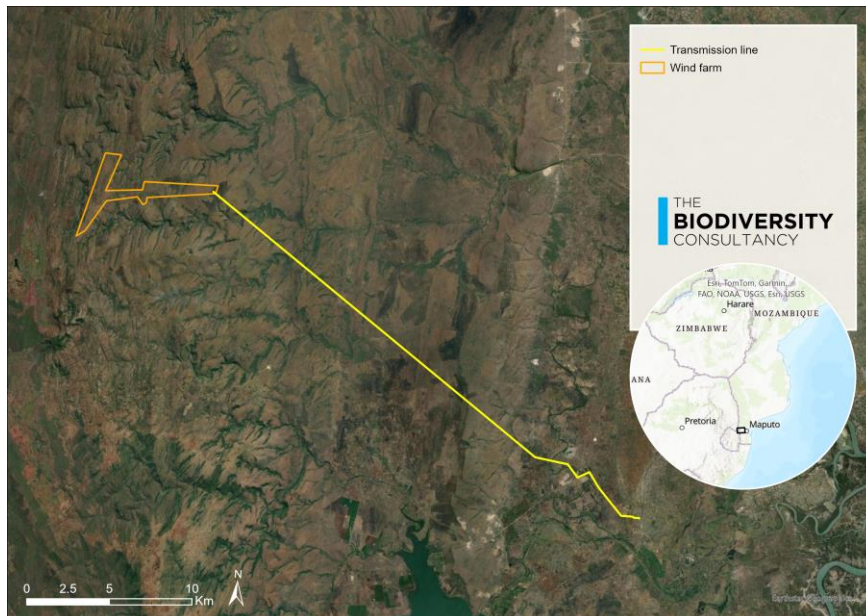 Transmission line
Wind farm
THE
BIODIVERSITY
CONSULTANCY
Esri, TomTom, Garmin,
FAO, NOAA, USGS, Esri, USGS
Harare
MOZAMBIQUE
ZIMBABWE
ANA
Pretoria
Maputo
N
0 2.5 5 10
Km